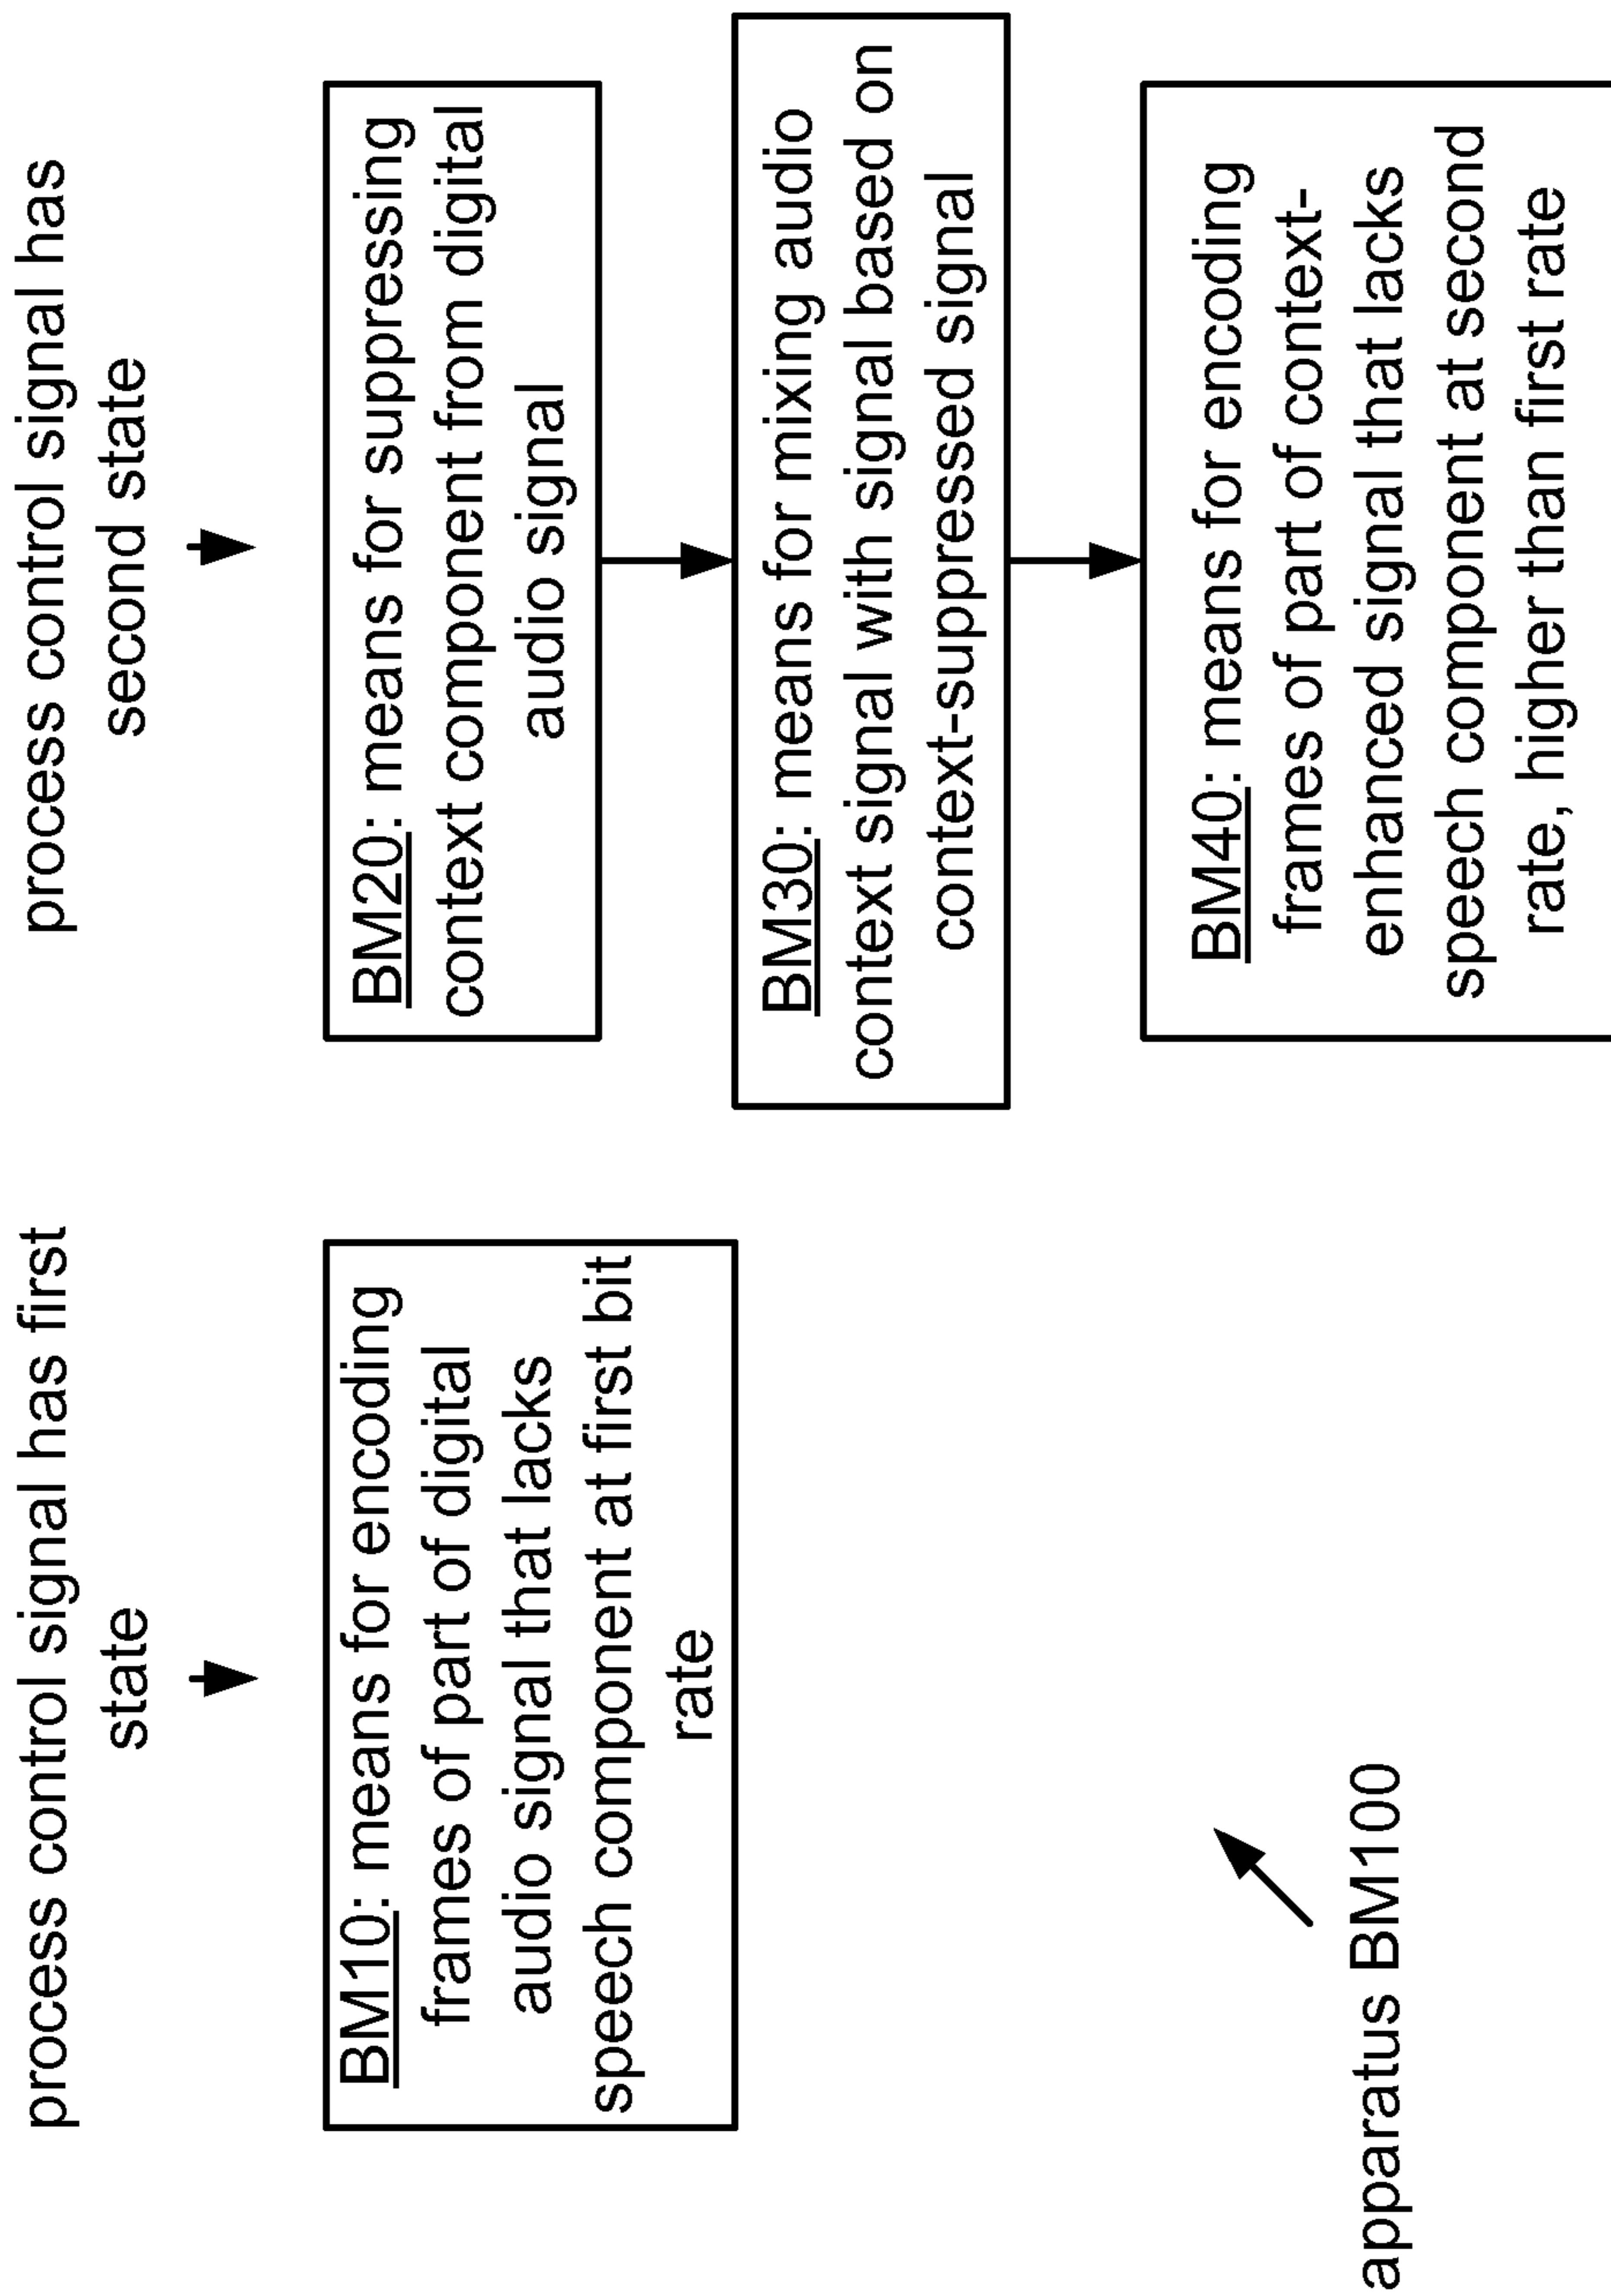 process control signal has first
state
BM10: means for encoding
frames of part of digital
audio signal that lacks
speech component at first bit
rate
process control signal has
second state
BM20: means for suppressing
context component from digital
audio signal
BM30: means for mixing audio
context signal with signal based on
context-suppressed signal
BM40: means for encoding
frames of part of context-
enhanced signal that lacks
speech component at second
rate, higher than first rate
apparatus BM100